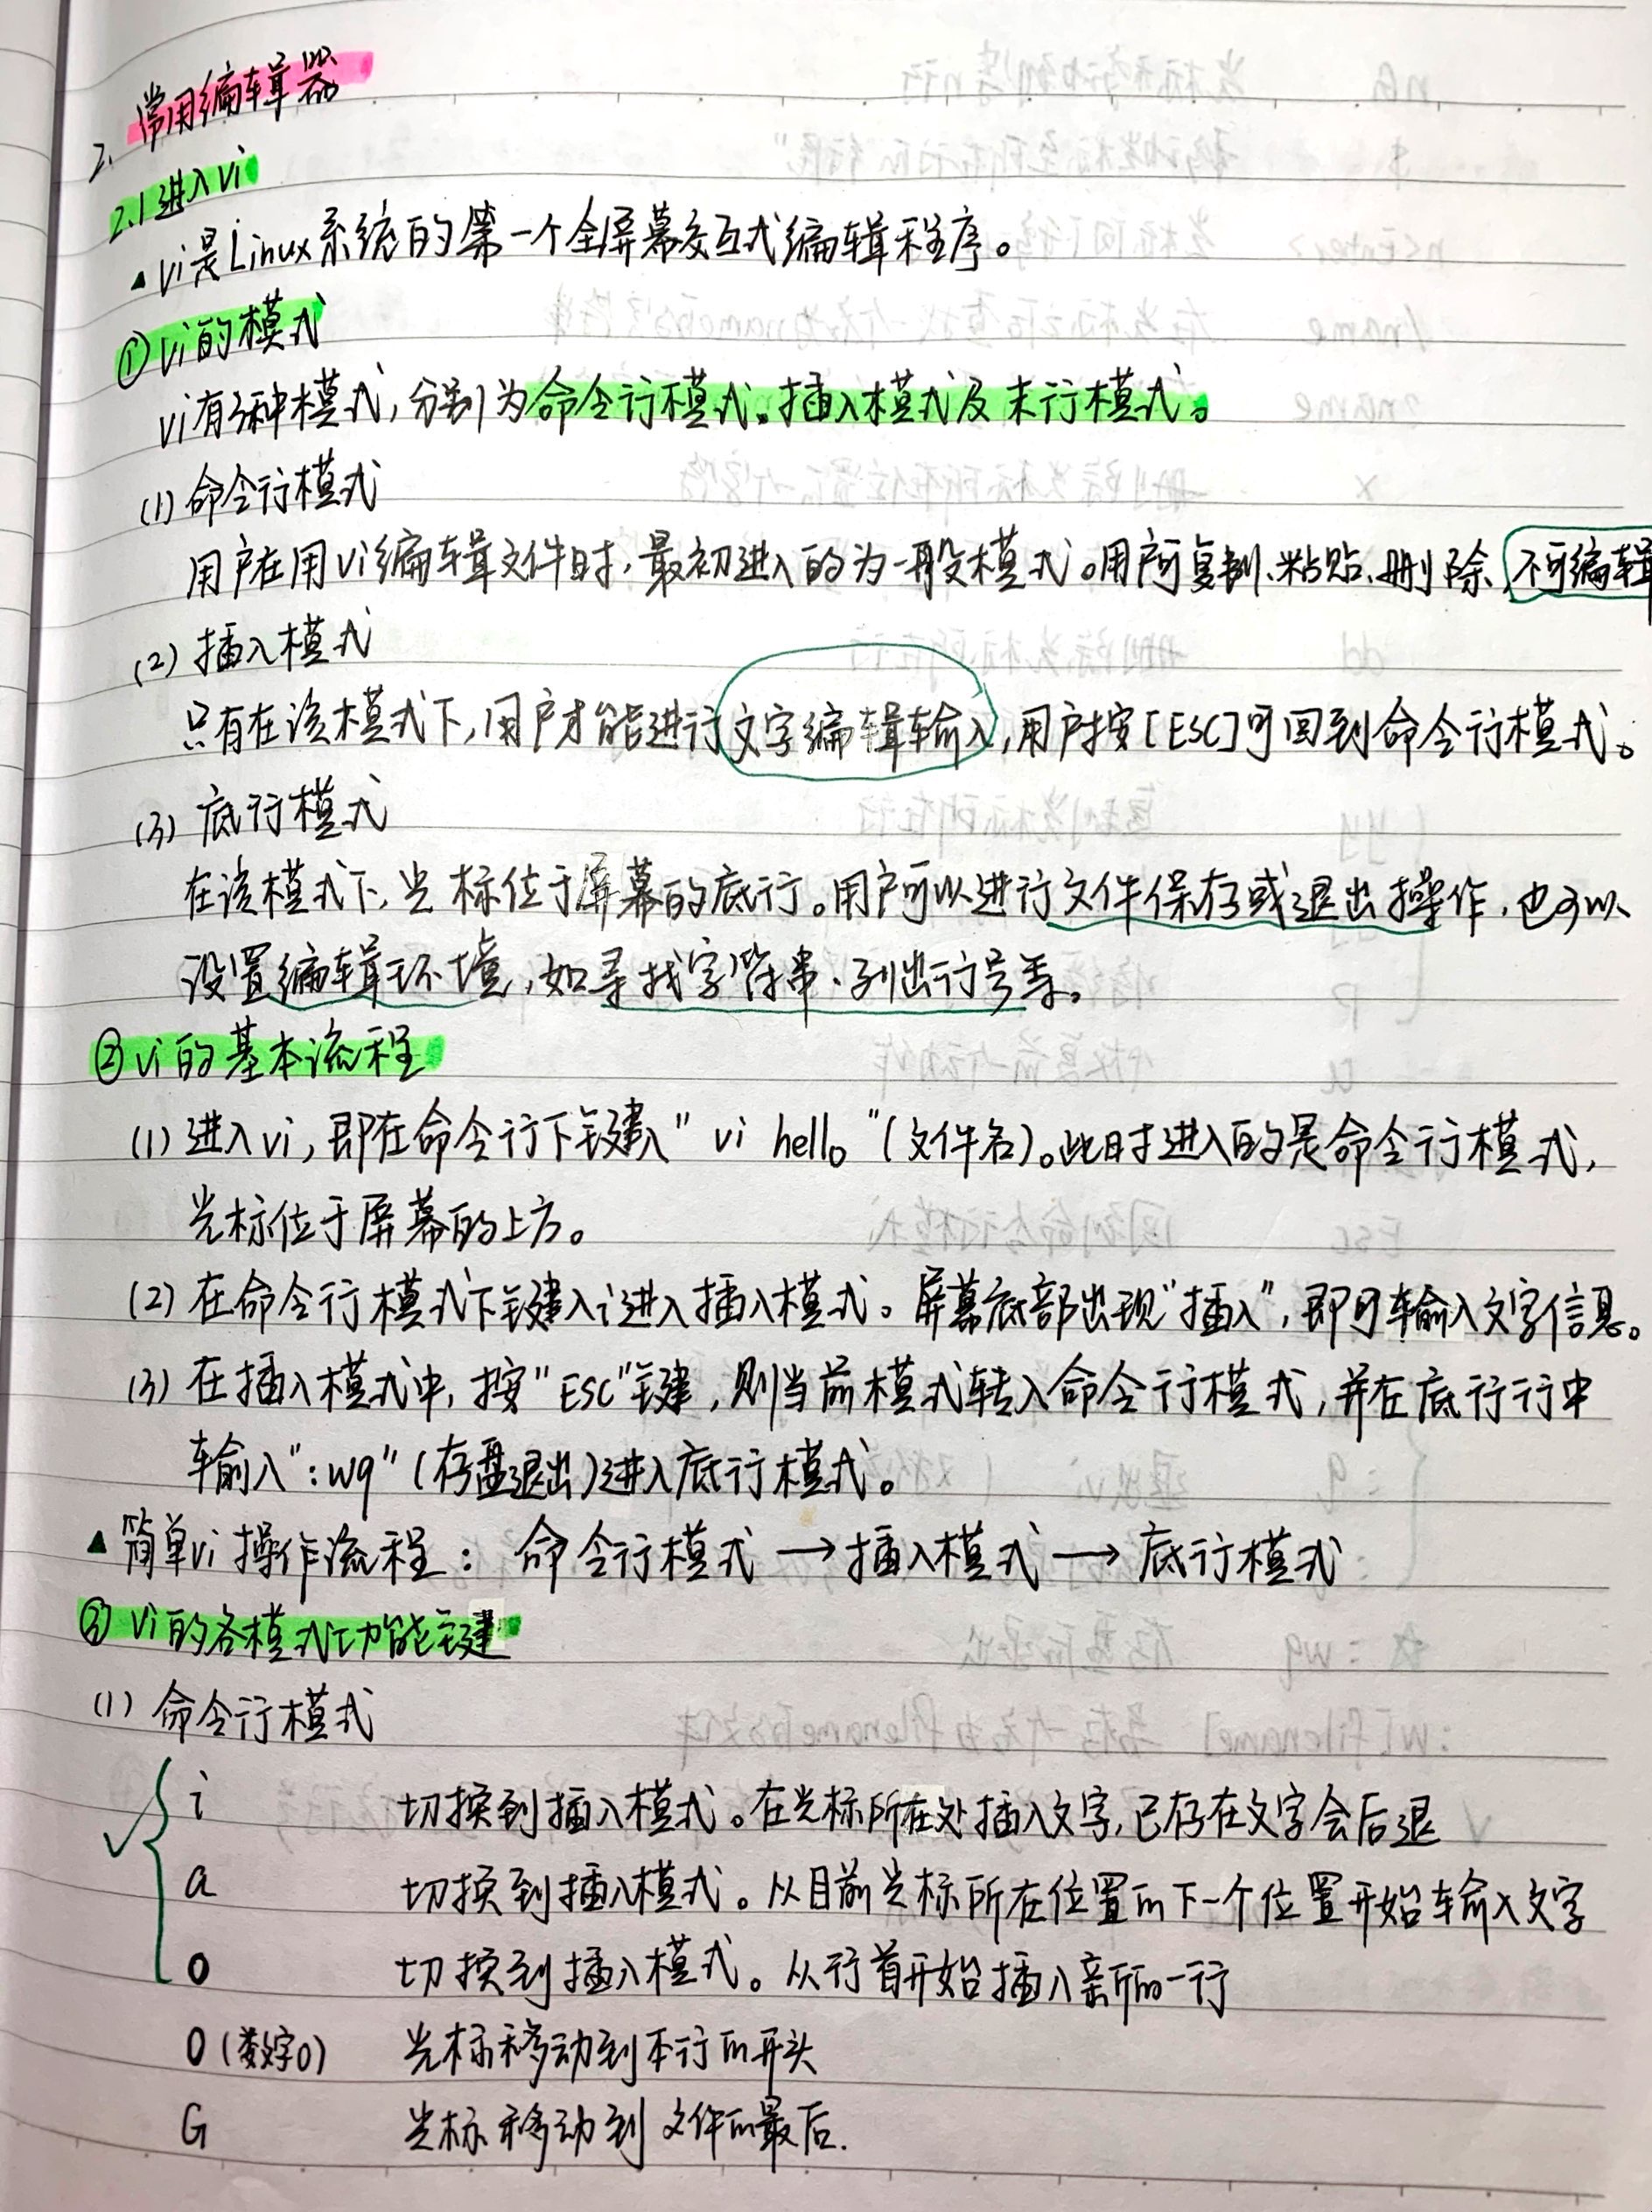 2. 常用编辑器
2.1 进入vi
▲ vi是Linux系统的第一个全屏幕交互式编辑程序。
① vi的模式
vi有3种模式,分别为命令行模式、插入模式及末行模式。
(1) 命令行模式
用户在用vi编辑文件时,最初进入的为一般模式。用户可复制、粘贴、删除,不可编辑
(2) 插入模式
只有在该模式下,用户才能进行文字编辑输入,用户按[ESC]可回到命令行模式。
(3) 底行模式
在该模式下,光标位于屏幕的底行。用户可以进行文件保存或退出操作,也可以
设置编辑环境,如寻找字符串、列出行号等。
② vi的基本流程
(1) 进入vi,即在命令行下键入" vi hello "(文件名)。此时进入的是命令行模式,
光标位于屏幕的上方。
(2) 在命令行模式下键入i进入插入模式。屏幕底部出现"插入",即可输入文字信息。
(3) 在插入模式中,按"ESC"键,则当前模式转入命令行模式,并在底行行中
输入":wq"(存盘退出)进入底行模式。
▲ 简单vi操作流程: 命令行模式 → 插入模式 → 底行模式
③ vi的各模式功能键
(1) 命令行模式
i 切换到插入模式。在光标所在处插入文字,已存在文字会后退
a 切换到插入模式。从目前光标所在位置的下一个位置开始输入文字
o 切换到插入模式。从行首开始插入新的一行
0(数字0) 光标移动到本行的开头
G 光标移动到文件的最后.